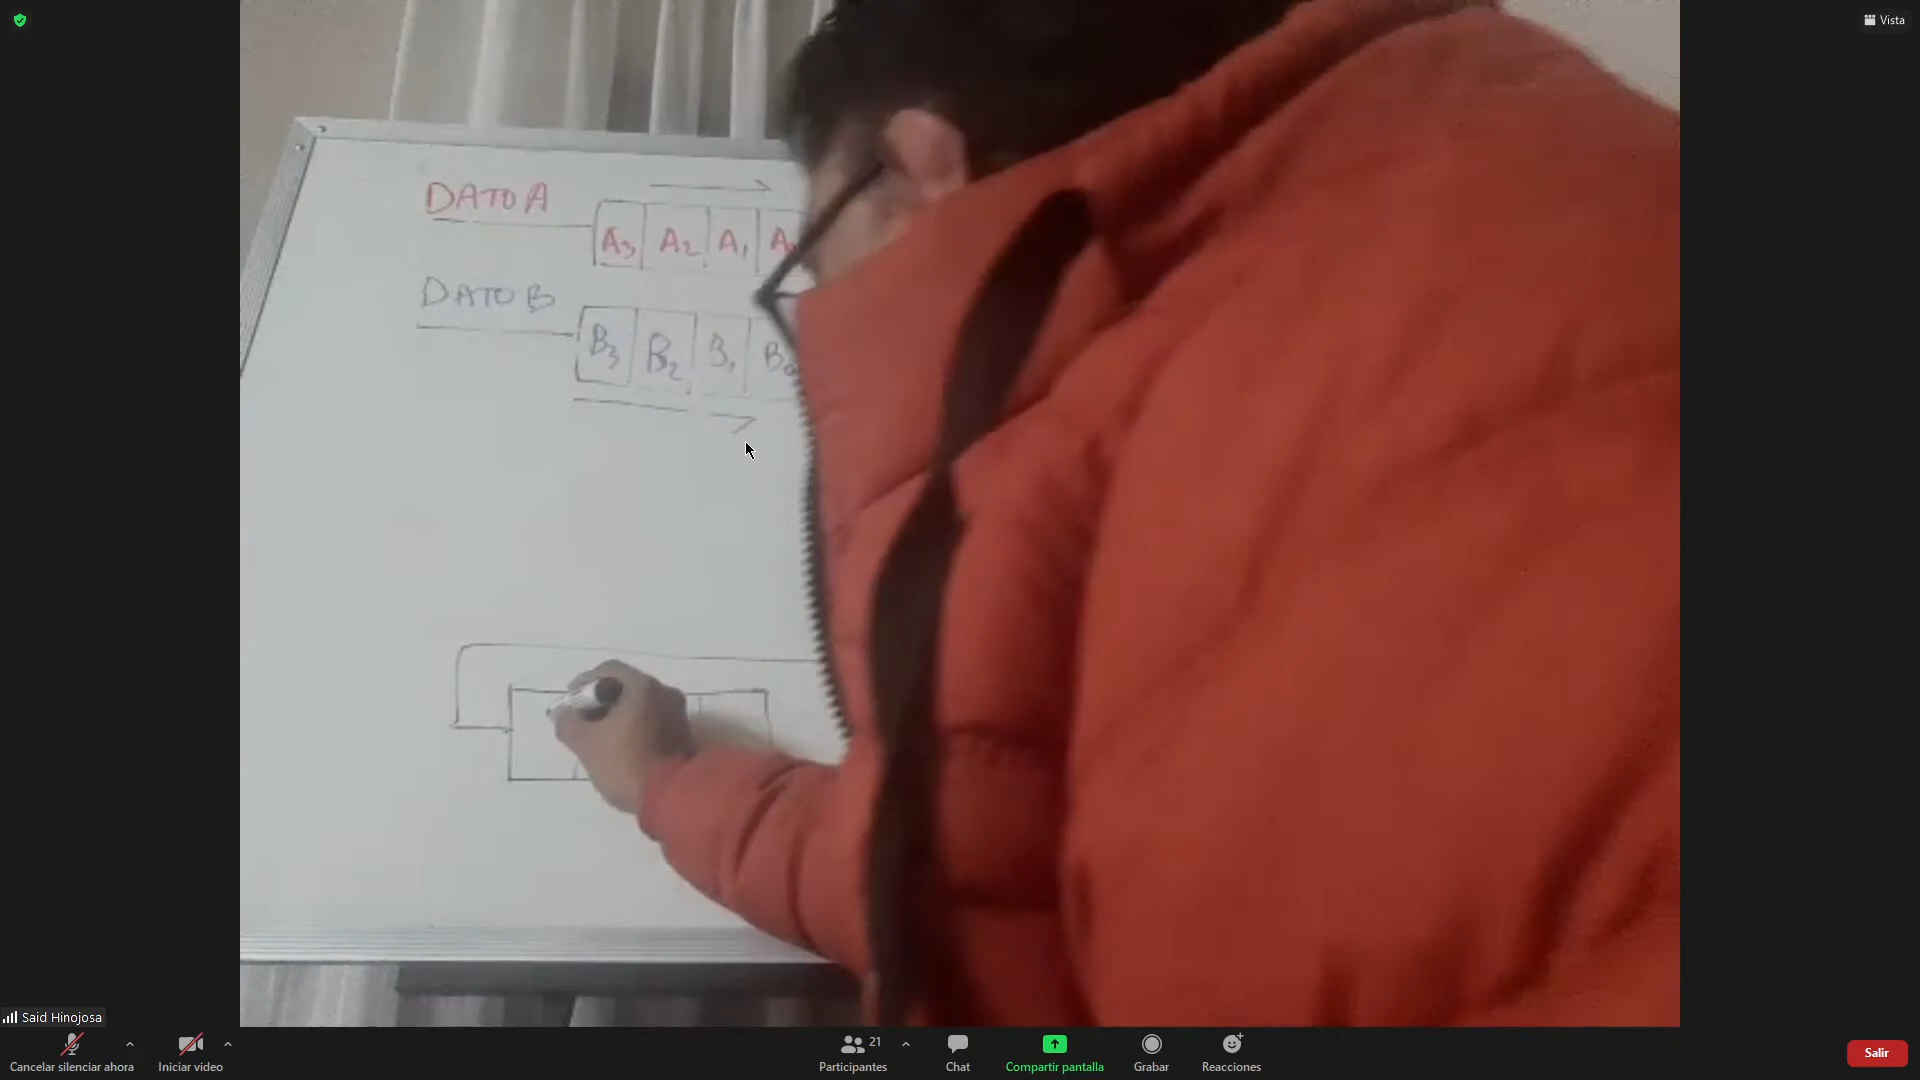 Vista
DATO A
A3 A2 A1
DATO B
B3 B2 B1 B0
Said Hinojosa
21
Cancelar silenciar ahora Iniciar video Participantes Chat Compartir pantalla Grabar Reacciones Salir